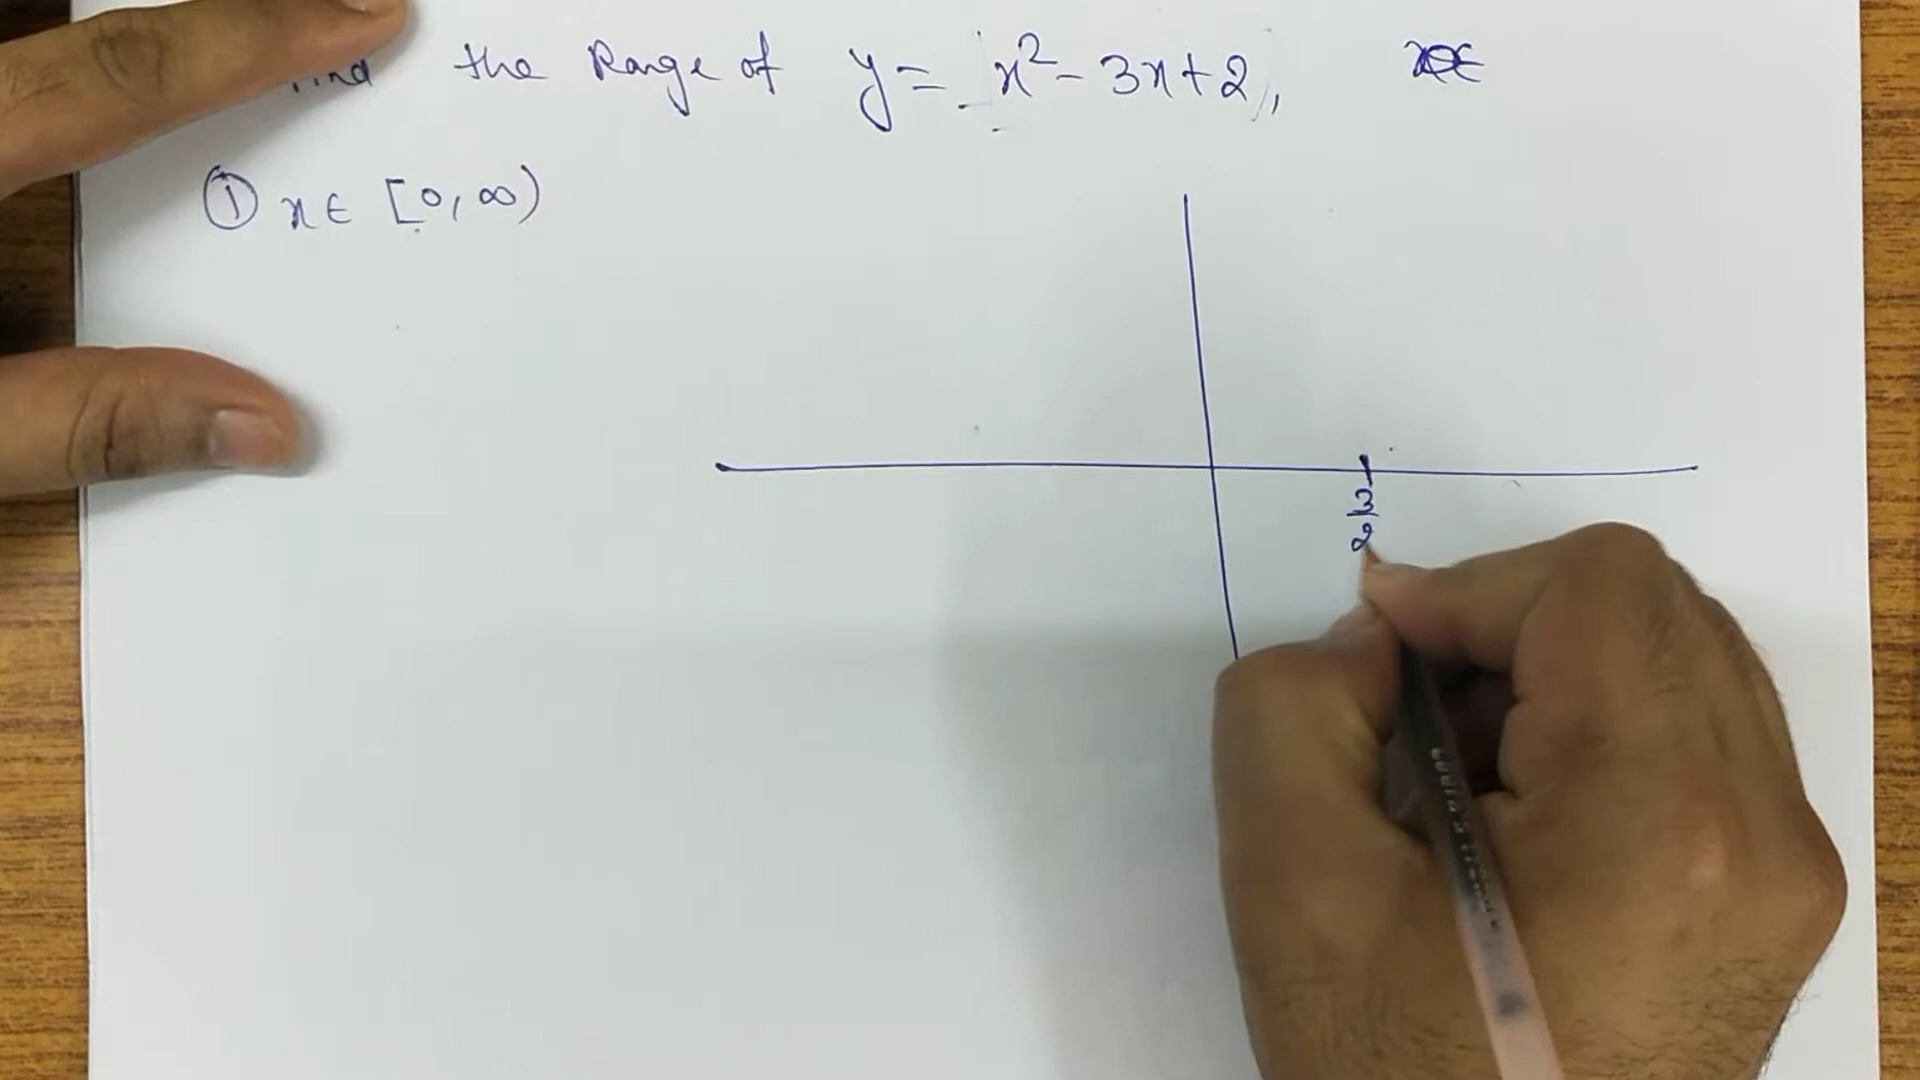 the Range of y = x² - 3x + 2,
① x ∈ [0, ∞)
3
2